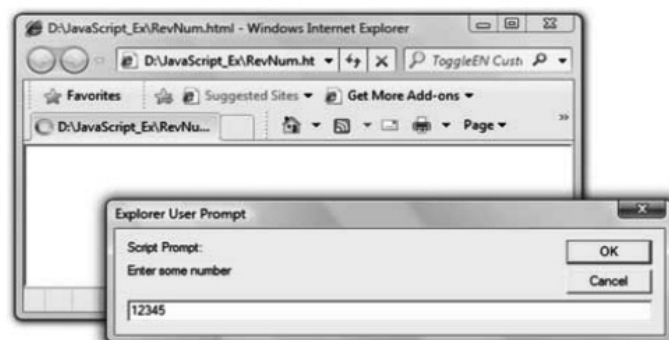 D:\JavaScript_Ex\RevNum.html - Windows Internet Explorer
D:\JavaScript_Ex\RevNum.ht
ToggleEN Custi
Favorites Suggested Sites Get More Add-ons
D:\JavaScript_Ex\RevNu... Page »
Explorer User Prompt
Script Prompt:
OK
Enter some number
Cancel
12345